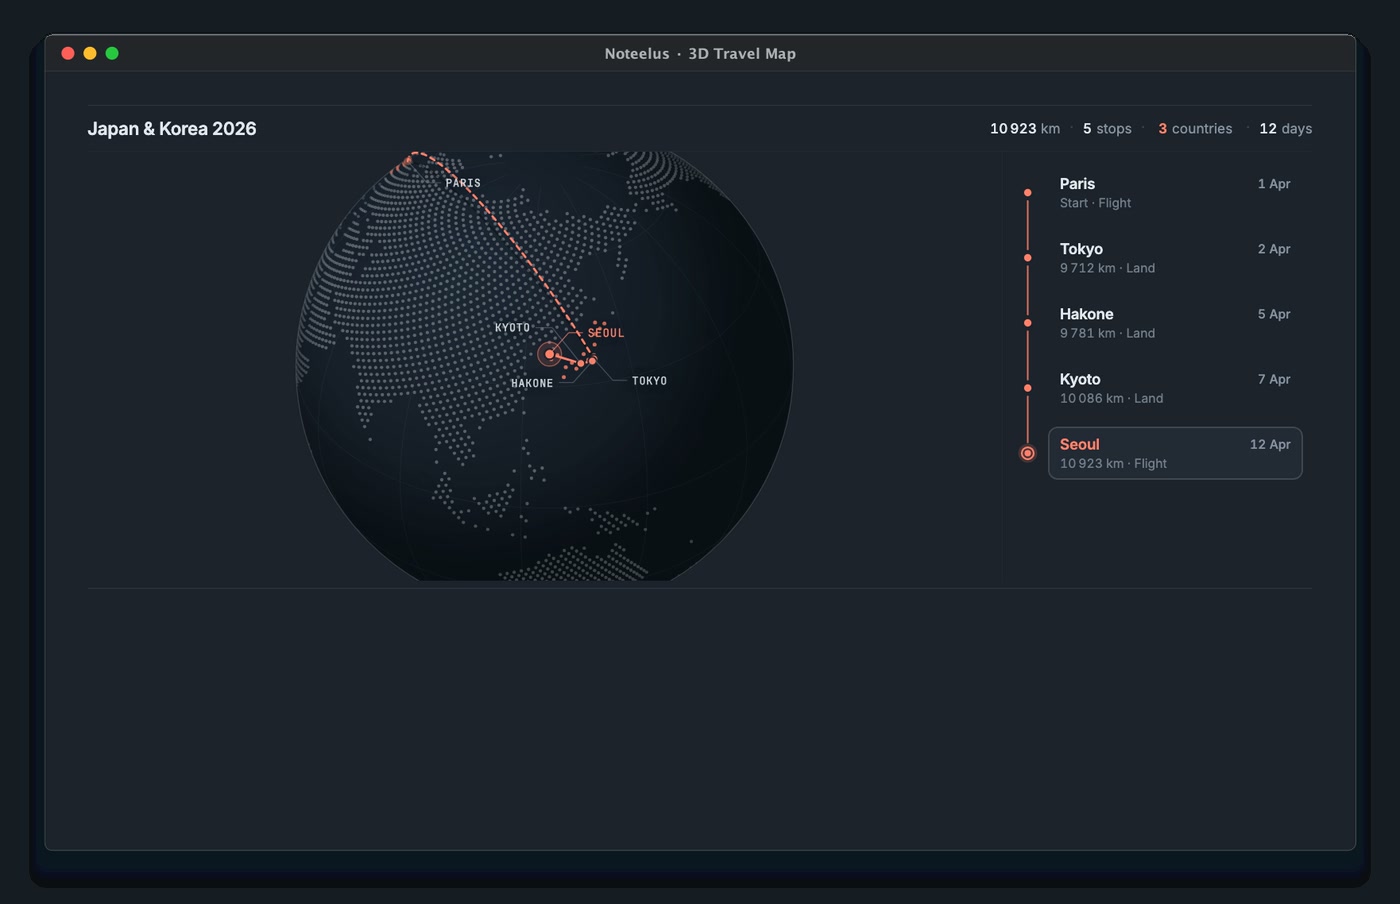 Noteelus · 3D Travel Map
Japan & Korea 2026
10 923 km · 5 stops · 3 countries · 12 days
PARIS
KYOTO
SEOUL
HAKONE
TOKYO
Paris 1 Apr
Start · Flight
Tokyo 2 Apr
9 712 km · Land
Hakone 5 Apr
9 781 km · Land
Kyoto 7 Apr
10 086 km · Land
Seoul 12 Apr
10 923 km · Flight